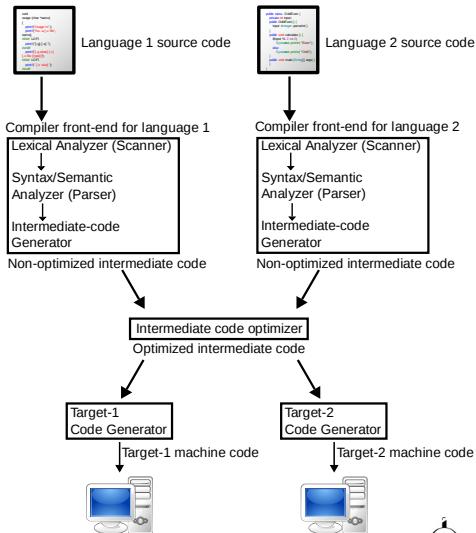 Language 1 source code
Language 2 source code
Compiler front-end for language 1
Lexical Analyzer (Scanner)
Syntax/Semantic
Analyzer (Parser)
Intermediate-code
Generator
Non-optimized intermediate code
Compiler front-end for language 2
Lexical Analyzer (Scanner)
Syntax/Semantic
Analyzer (Parser)
Intermediate-code
Generator
Non-optimized intermediate code
Intermediate code optimizer
Optimized intermediate code
Target-1
Code Generator
Target-1 machine code
Target-2
Code Generator
Target-2 machine code